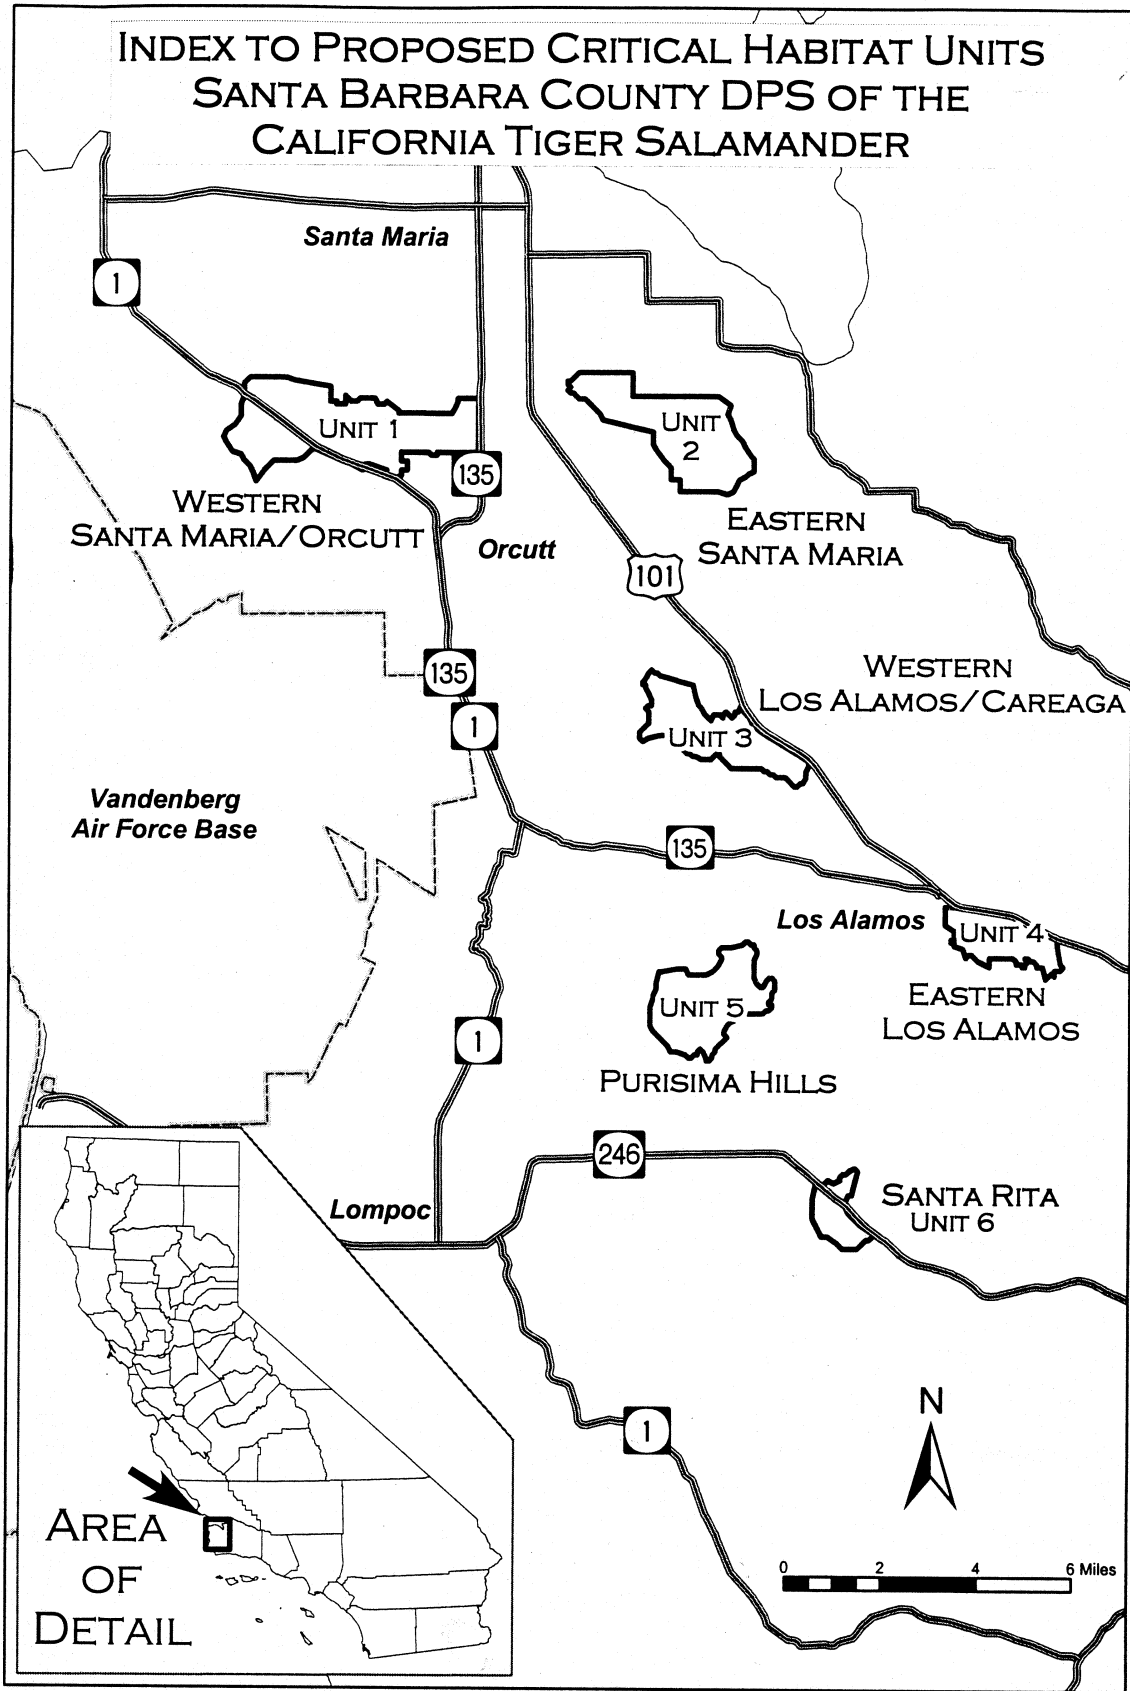 INDEX TO PROPOSED CRITICAL HABITAT UNITS
SANTA BARBARA COUNTY DPS OF THE
CALIFORNIA TIGER SALAMANDER
Santa Maria
1
UNIT 1
UNIT
2
135
WESTERN
SANTA MARIA/ORCUTT
EASTERN
SANTA MARIA
Orcutt
101
135
WESTERN
LOS ALAMOS/CAREAGA
1
UNIT 3
Vandenberg
Air Force Base
135
Los Alamos
UNIT 4
UNIT 5
EASTERN
LOS ALAMOS
1
PURISIMA HILLS
246
Lompoc
SANTA RITA
UNIT 6
N
1
AREA
OF
DETAIL
0 2 4 6 Miles